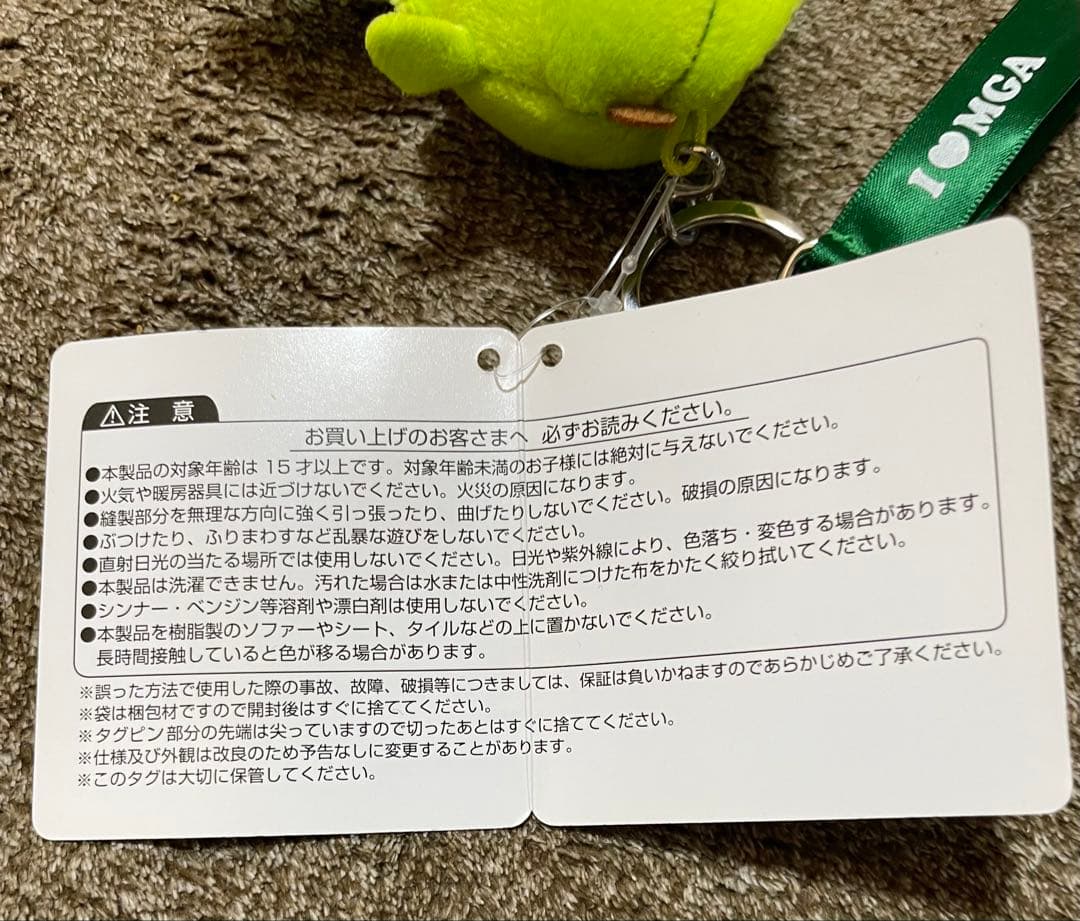 I ♥ MGA
⚠注 意
お買い上げのお客さまへ 必ずお読みください。
●本製品の対象年齢は 15 才以上です。対象年齢未満のお子様には絶対に与えないでください。
●火気や暖房器具には近づけないでください。火災の原因になります。
●縫製部分を無理な方向に強く引っ張ったり、曲げたりしないでください。破損の原因になります。
●ぶつけたり、ふりまわすなど乱暴な遊びをしないでください。
●直射日光の当たる場所では使用しないでください。日光や紫外線により、色落ち・変色する場合があります。
●本製品は洗濯できません。汚れた場合は水または中性洗剤につけた布をかたく絞り拭いてください。
●シンナー・ベンジン等溶剤や漂白剤は使用しないでください。
●本製品を樹脂製のソファーやシート、タイルなどの上に置かないでください。
長時間接触していると色が移る場合があります。
※誤った方法で使用した際の事故、故障、破損等につきましては、保証は負いかねますのであらかじめご了承ください。
※袋は梱包材ですので開封後はすぐに捨ててください。
※タグピン部分の先端は尖っていますので切ったあとはすぐに捨ててください。
※仕様及び外観は改良のため予告なしに変更することがあります。
※このタグは大切に保管してください。